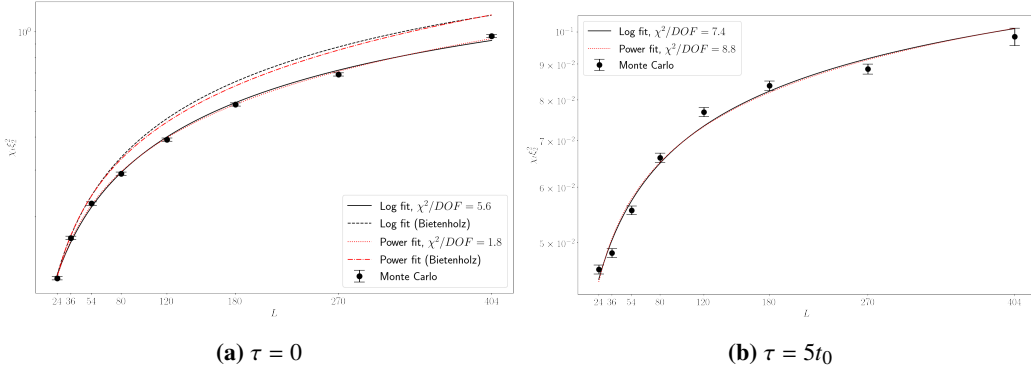 10⁰
χₜξ₂²
24 36 54 80 120 180 270 404
L
Log fit, χ²/DOF = 5.6
Log fit (Bietenholz)
Power fit, χ²/DOF = 1.8
Power fit (Bietenholz)
Monte Carlo
(a) τ = 0
10⁻¹
9 × 10⁻²
8 × 10⁻²
7 × 10⁻²
6 × 10⁻²
5 × 10⁻²
χₜξ₂²
Log fit, χ²/DOF = 7.4
Power fit, χ²/DOF = 8.8
Monte Carlo
24 36 54 80 120 180 270 404
L
(b) τ = 5t₀